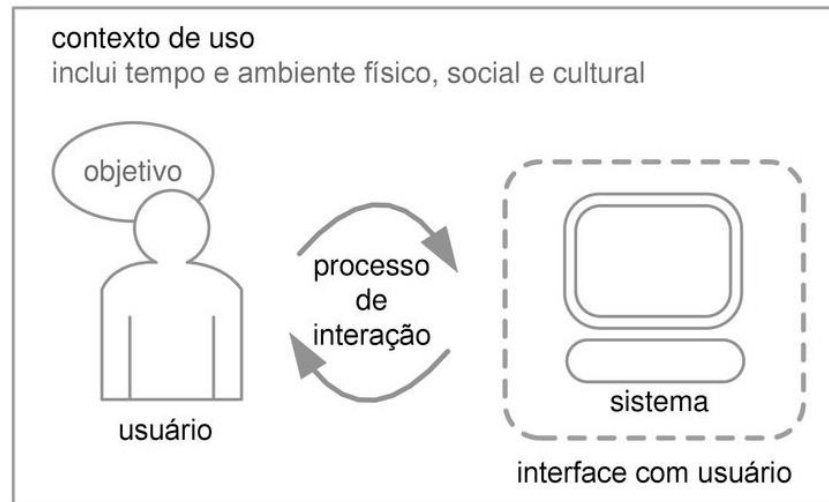 contexto de uso
inclui tempo e ambiente físico, social e cultural
objetivo
processo
de
interação
usuário
sistema
interface com usuário